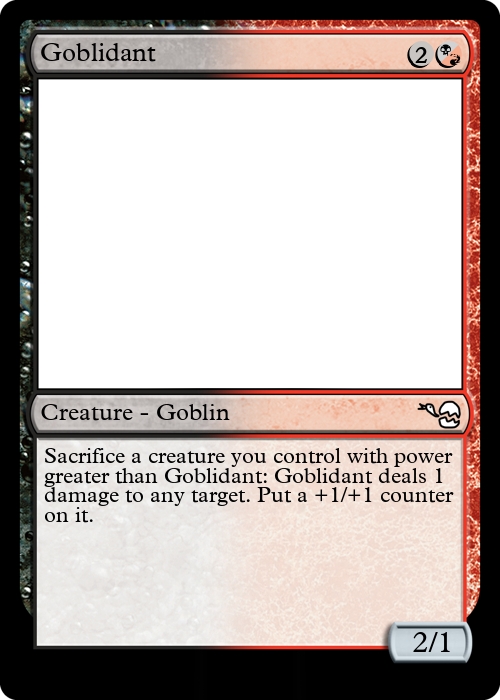 Goblidant 2
Creature - Goblin
Sacrifice a creature you control with power
greater than Goblidant: Goblidant deals 1
damage to any target. Put a +1/+1 counter
on it.
2/1